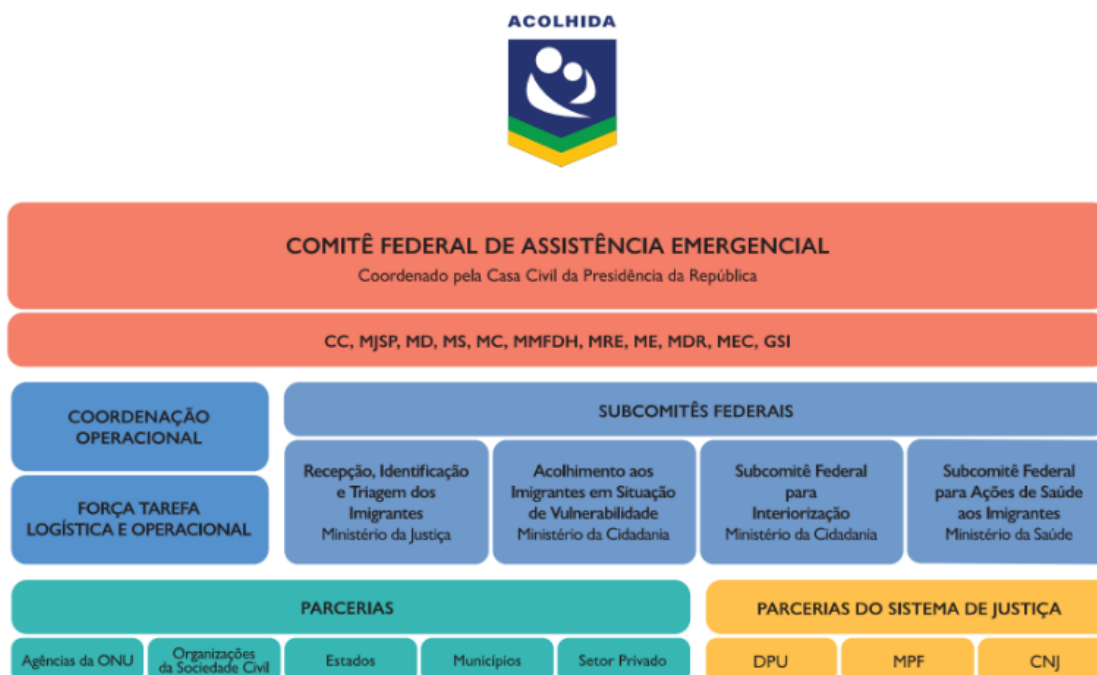 ACOLHIDA
COMITÊ FEDERAL DE ASSISTÊNCIA EMERGENCIAL
Coordenado pela Casa Civil da Presidência da República
CC, MJSP, MD, MS, MC, MMFDH, MRE, ME, MDR, MEC, GSI
COORDENAÇÃO
OPERACIONAL
FORÇA TAREFA
LOGÍSTICA E OPERACIONAL
SUBCOMITÊS FEDERAIS
Recepção, Identificação
e Triagem dos
Imigrantes
Ministério da Justiça
Acolhimento aos
Imigrantes em Situação
de Vulnerabilidade
Ministério da Cidadania
Subcomitê Federal
para
Interiorização
Ministério da Cidadania
Subcomitê Federal
para Ações de Saúde
aos Imigrantes
Ministério da Saúde
PARCERIAS
Agências da ONU
Organizações
da Sociedade Civil
Estados
Municípios
Setor Privado
PARCERIAS DO SISTEMA DE JUSTIÇA
DPU
MPF
CNJ